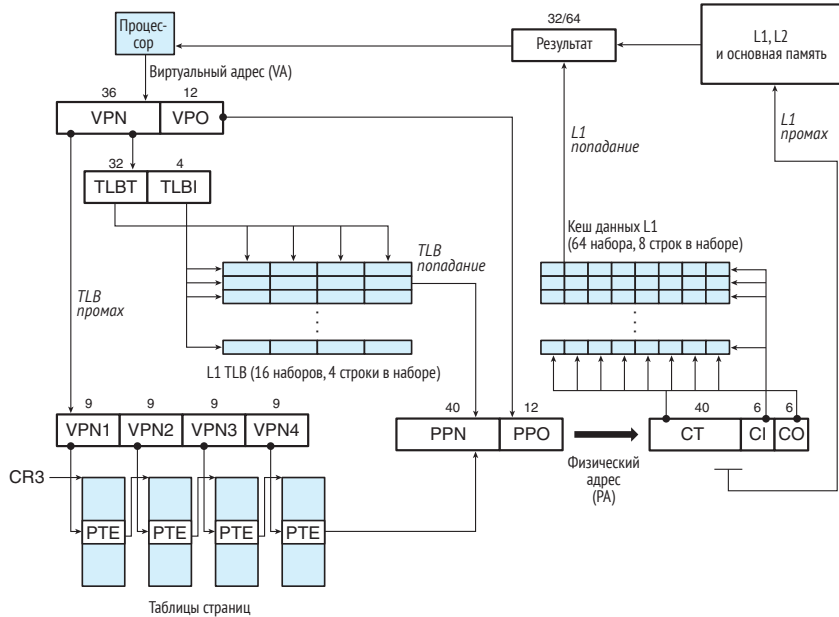 Процес-
сор
32/64
Результат
L1, L2
и основная память
Виртуальный адрес (VA)
36
12
VPN
VPO
L1
попадание
L1
промах
32
4
TLBT
TLBI
TLB
промах
TLB
попадание
Кеш данных L1
(64 набора, 8 строк в наборе)
...
...
L1 TLB (16 наборов, 4 строки в наборе)
9
9
9
9
VPN1
VPN2
VPN3
VPN4
40
12
PPN
PPO
40
6
6
CT
CI
CO
Физический
адрес
(PA)
CR3
PTE
PTE
PTE
PTE
Таблицы страниц